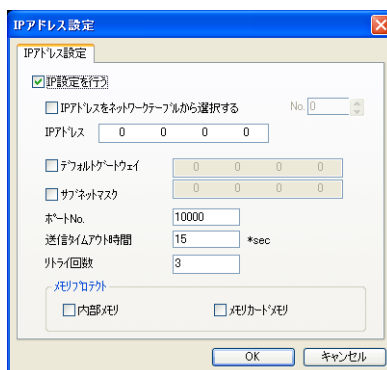 IPアドレス設定
IPアドレス設定
IP設定を行う
IPアドレスをネットワークテーブルから選択する No. 0
IPアドレス 0 0 0 0
デフォルトゲートウェイ 0 0 0 0
サブネットマスク 0 0 0 0
ポートNo. 10000
送信タイムアウト時間 15 *sec
リトライ回数 3
メモリプロテクト
内部メモリ メモリカードメモリ
OK キャンセル